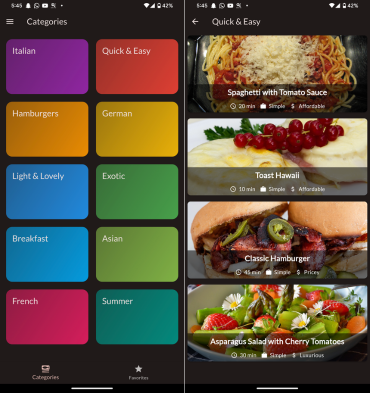 5:45
42%
Categories
Italian
Quick & Easy
Hamburgers
German
Light & Lovely
Exotic
Breakfast
Asian
French
Summer
Categories
Favorites
5:45
42%
Quick & Easy
Spaghetti with Tomato Sauce
20 min Simple $ Affordable
Toast Hawaii
10 min Simple $ Affordable
Classic Hamburger
45 min Simple $ Pricey
Asparagus Salad with Cherry Tomatoes
30 min Simple $ Luxurious